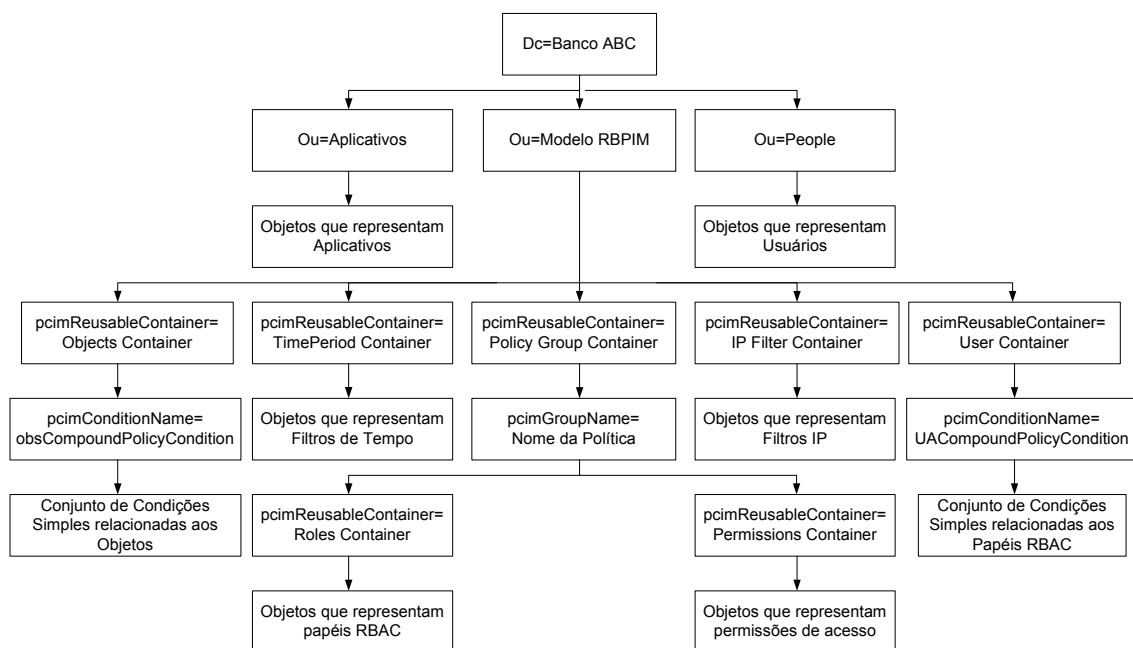 Dc=Banco ABC
Ou=Aplicativos
Ou=Modelo RBPIM
Ou=People
Objetos que representam
Aplicativos
Objetos que representam
Usuários
pcimReusableContainer=
Objects Container
pcimReusableContainer=
TimePeriod Container
pcimReusableContainer=
Policy Group Container
pcimReusableContainer=
IP Filter Container
pcimReusableContainer=
User Container
pcimConditionName=
obsCompoundPolicyCondition
Objetos que representam
Filtros de Tempo
pcimGroupName=
Nome da Política
Objetos que representam
Filtros IP
pcimConditionName=
UACompoundPolicyCondition
Conjunto de Condições
Simples relacionadas aos
Objetos
pcimReusableContainer=
Roles Container
pcimReusableContainer=
Permissions Container
Conjunto de Condições
Simples relacionadas aos
Papéis RBAC
Objetos que representam
papéis RBAC
Objetos que representam
permissões de acesso